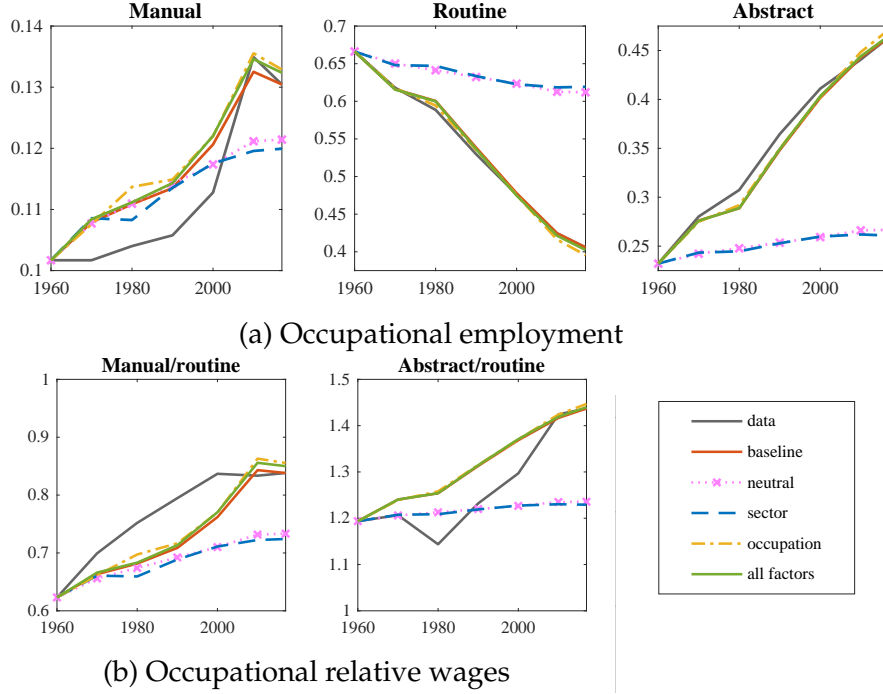 Manual Routine Abstract
0.14 0.7 0.45
0.65
0.13 0.4
0.6
0.35
0.12 0.55
0.5 0.3
0.11
0.45
0.25
0.4
0.1
1960 1980 2000 1960 1980 2000 1960 1980 2000
(a) Occupational employment
Manual/routine Abstract/routine
1 1.5
0.9 1.4
data
baseline
0.8 1.3
neutral
sector
0.7 1.2
occupation
1.1
all factors
0.6 1
1960 1980 2000 1960 1980 2000
(b) Occupational relative wages